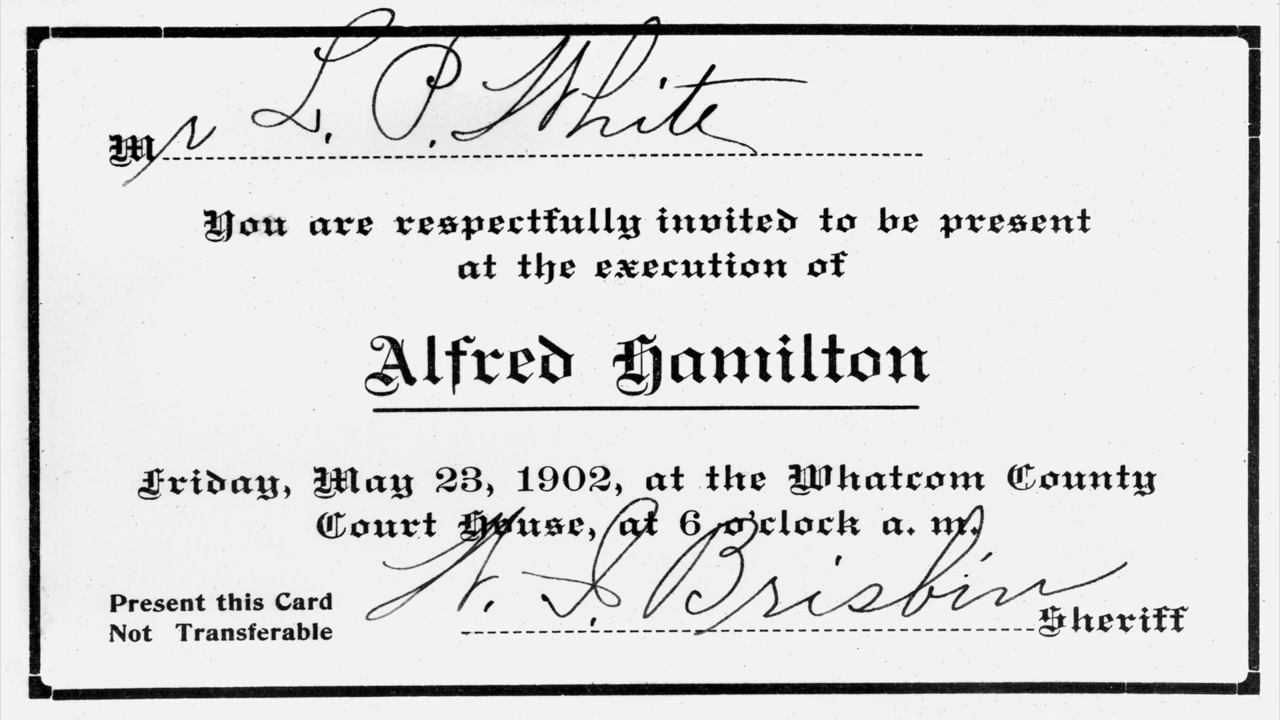 Mr L. P. White
You are respectfully invited to be present
at the execution of
Alfred Hamilton
Friday, May 23, 1902, at the Whatcom County
Court House, at 6 o'clock a. m.
W. I. Brisbin
Sheriff
Present this Card
Not Transferable